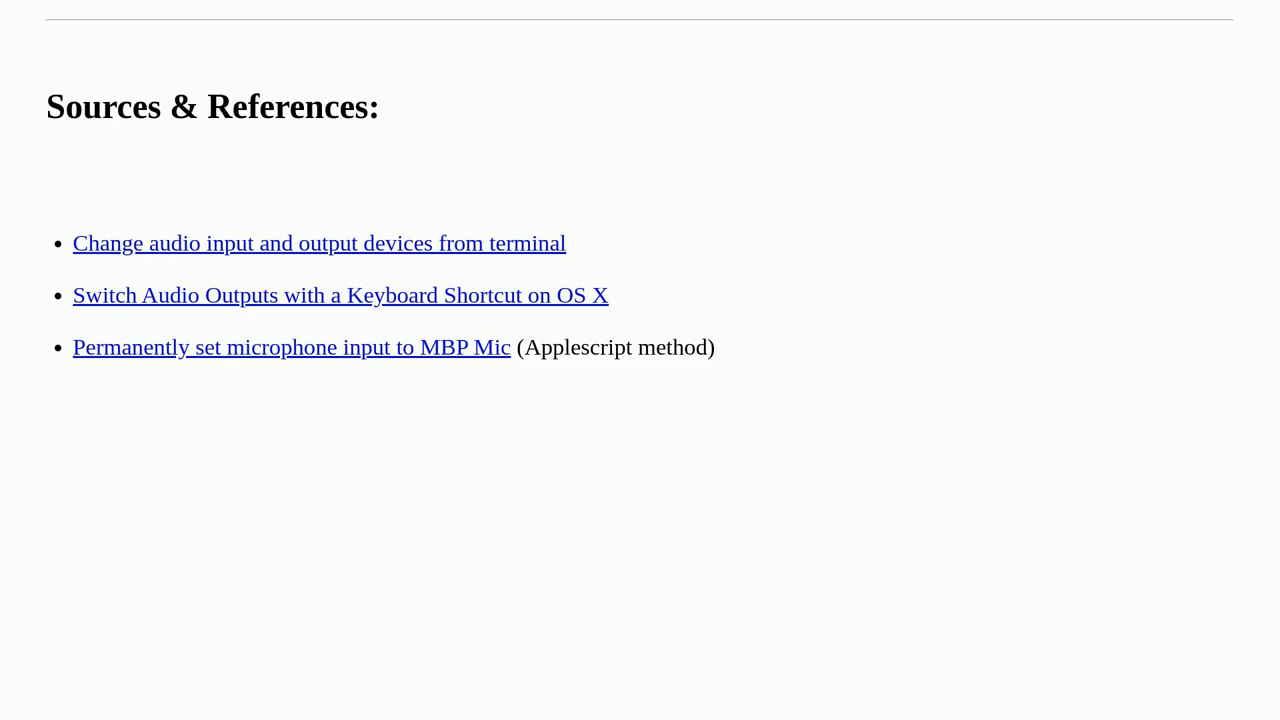 Sources & References:
Change audio input and output devices from terminal
Switch Audio Outputs with a Keyboard Shortcut on OS X
Permanently set microphone input to MBP Mic (Applescript method)